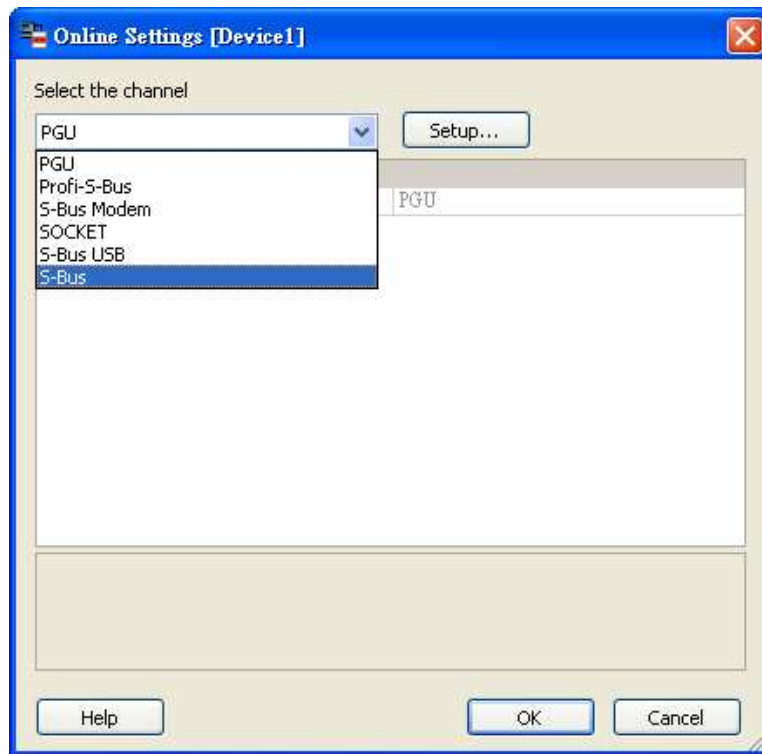 Online Settings [Device1]
Select the channel
PGU
Setup...
PGU
Profi-S-Bus
PGU
S-Bus Modem
SOCKET
S-Bus USB
S-Bus
Help
OK
Cancel